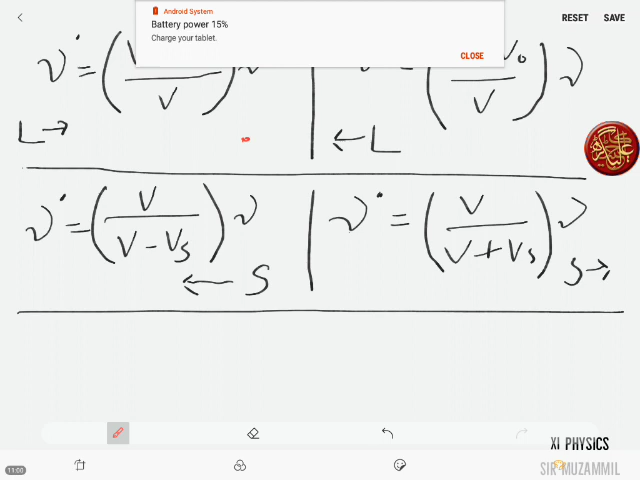 Android System
Battery power 15%
Charge your tablet.
CLOSE
RESET SAVE
L→ ←L
ν' = (V / (V − Vs)) ν | ν' = (V / (V + Vs)) ν
← S S→
XI PHYSICS
SIR MUZAMMIL
11:00